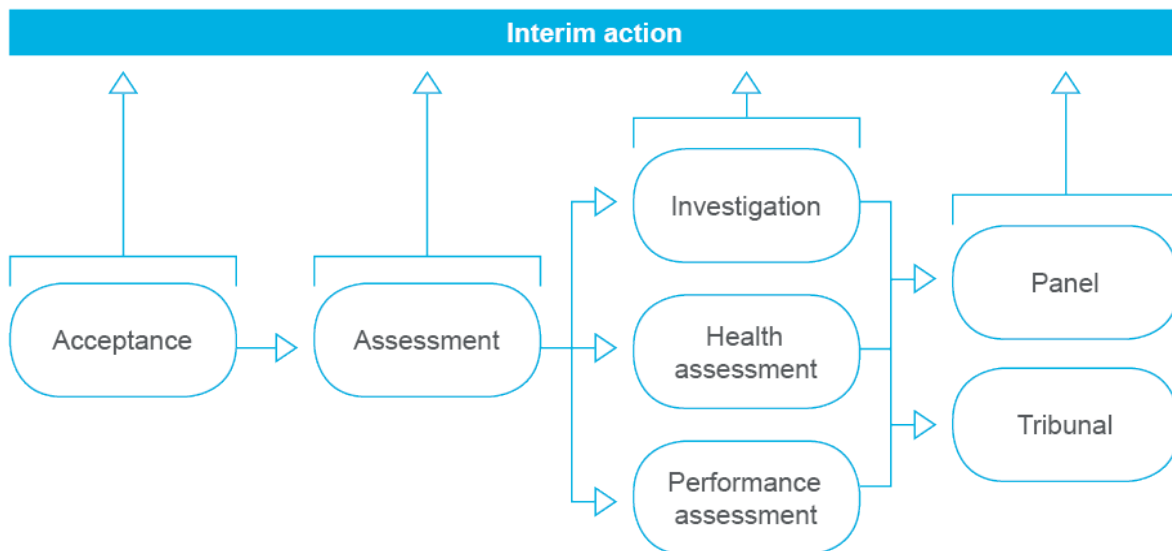 Interim action
Acceptance
Assessment
Investigation
Health
assessment
Performance
assessment
Panel
Tribunal